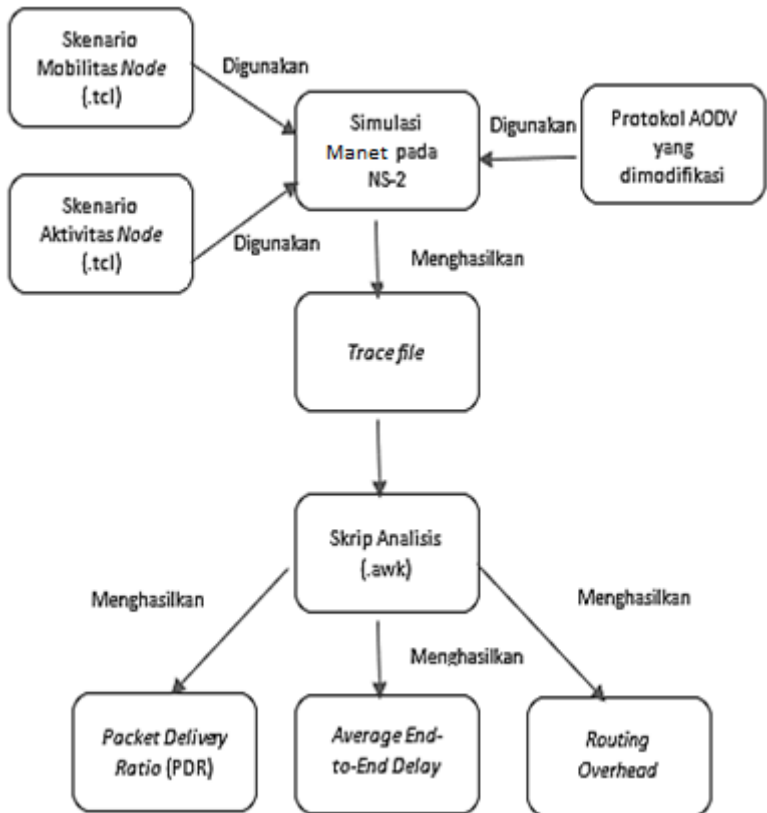 Skenario
Mobilitas Node
(.tcl)
Digunakan
Simulasi
Manet pada
NS-2
Digunakan
Protokol AODV
yang
dimodifikasi
Skenario
Aktivitas Node
(.tcl)
Digunakan
Menghasilkan
Trace file
Skrip Analisis
(.awk)
Menghasilkan
Menghasilkan
Menghasilkan
Packet Delivery
Ratio (PDR)
Average End-
to-End Delay
Routing
Overhead